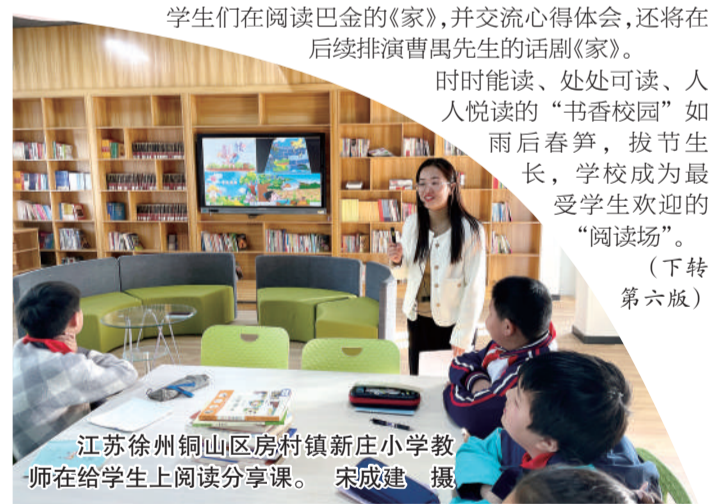 学生们在阅读巴金的《家》，并交流心得体会，还将在
后续排演曹禺先生的话剧《家》。
时时能读、处处可读、人
人悦读的“书香校园”如
雨后春笋，拔节生
长，学校成为最
受学生欢迎的
“阅读场”。
（下转
第六版）
江苏徐州铜山区房村镇新庄小学教
师在给学生上阅读分享课。 宋成建 摄